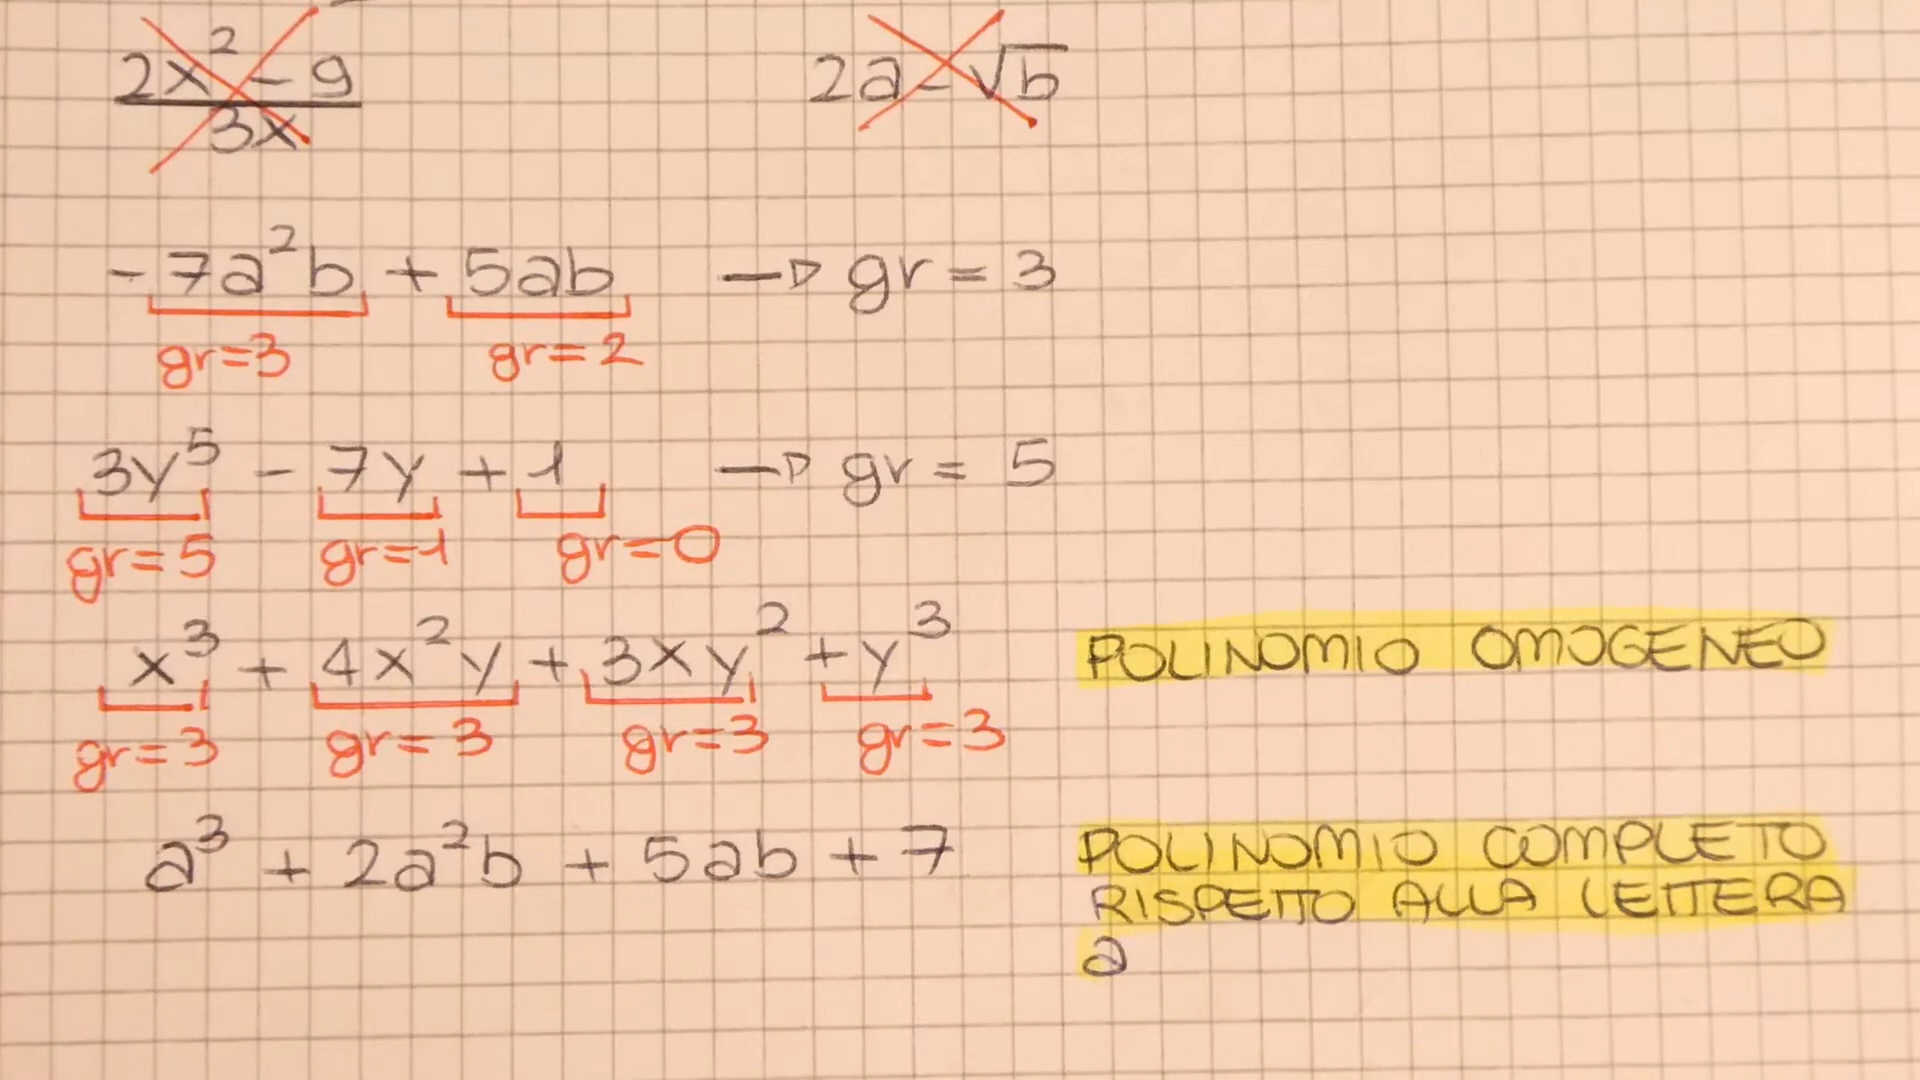 2x² - 9
3x
2a - √b
- 7a²b + 5ab → gr = 3
gr=3 gr=2
3y⁵ - 7y + 1 → gr = 5
gr=5 gr=1 gr=0
x³ + 4x²y + 3xy² + y³ POLINOMIO OMOGENEO
gr=3 gr=3 gr=3 gr=3
a³ + 2a²b + 5ab + 7 POLINOMIO COMPLETO
RISPETTO ALLA LETTERA
a